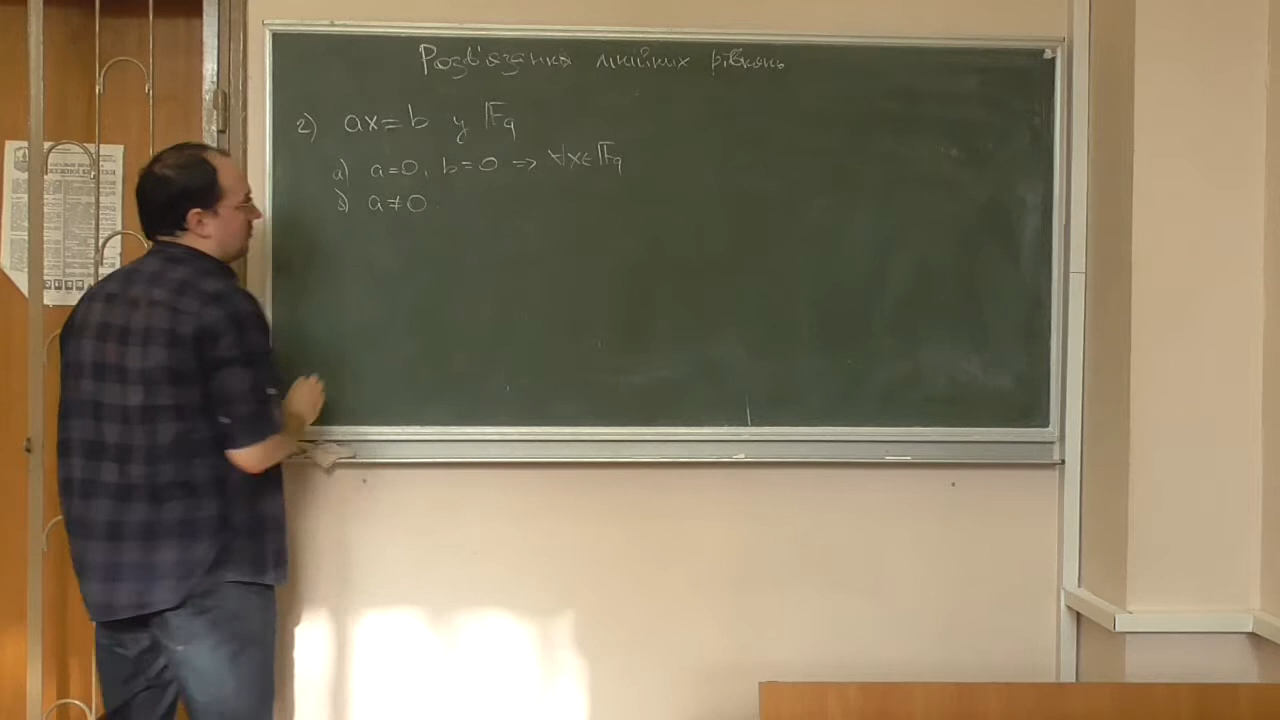 Розв'язання лінійних рівнянь
2) ax = b у 𝔽q
а) a = 0, b = 0 => ∀x ∈ 𝔽q
б) a ≠ 0